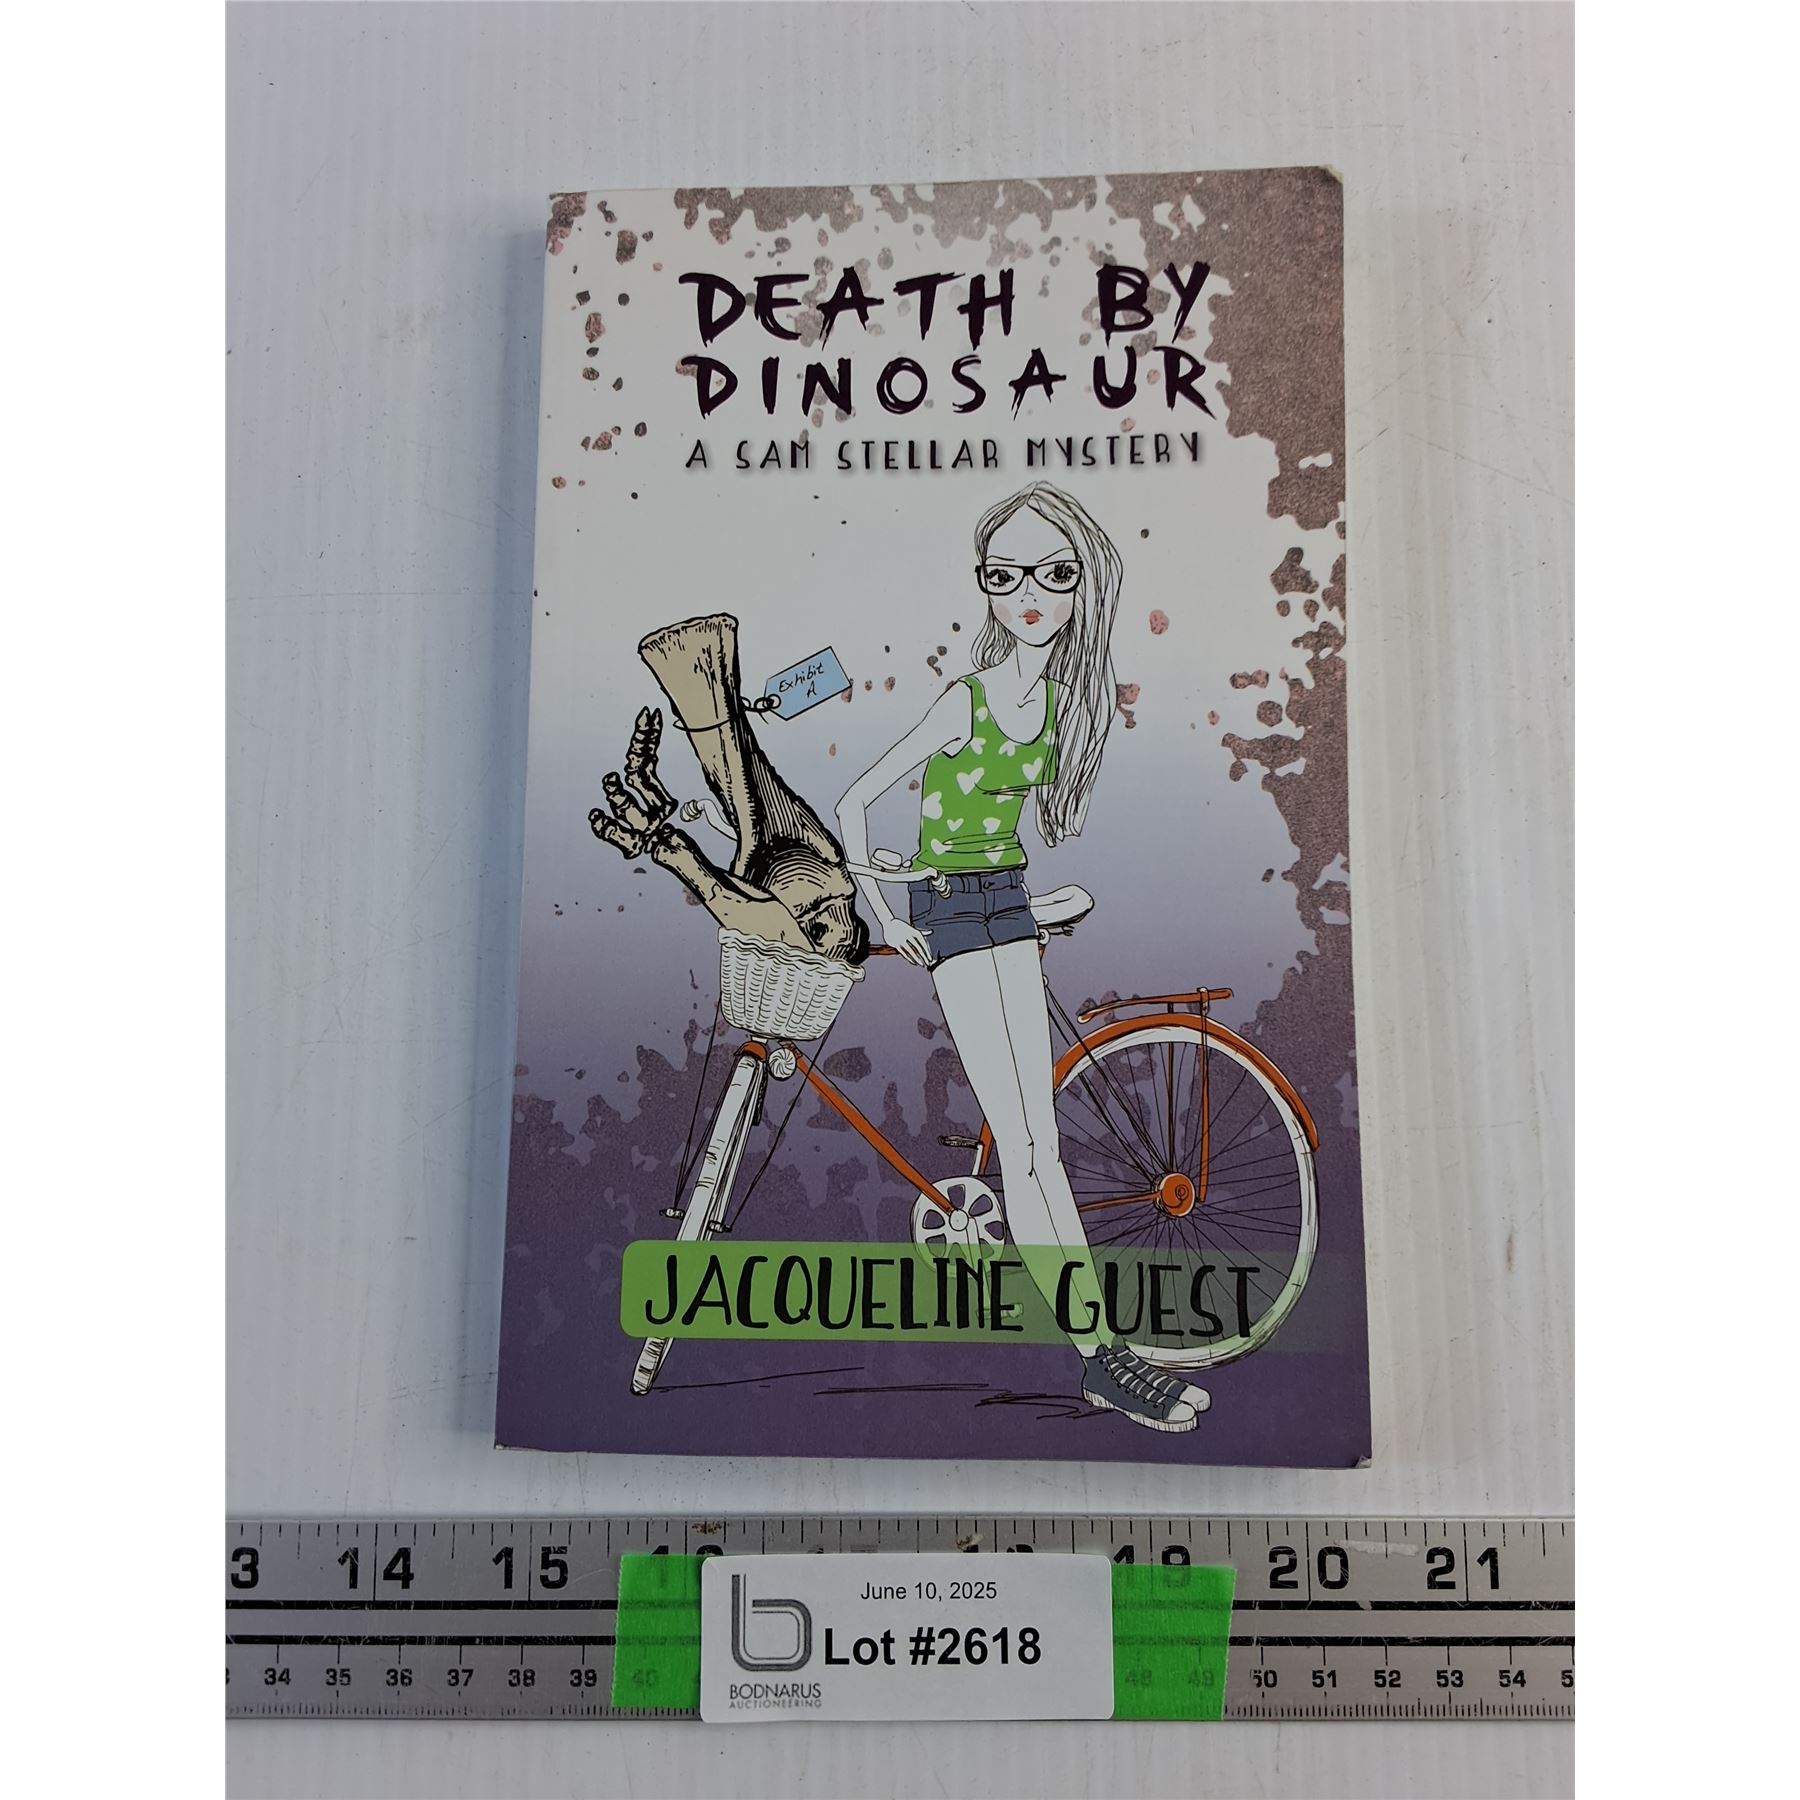 DEATH BY
DINOSAUR
A SAM STELLAR MYSTERY
Exhibit
A
JACQUELINE GUEST
3 14 15 19 20 21
June 10, 2025
Lot #2618
BODNARUS
AUCTIONEERING
34 35 36 37 38 39 40 48 49 50 51 52 53 54 5